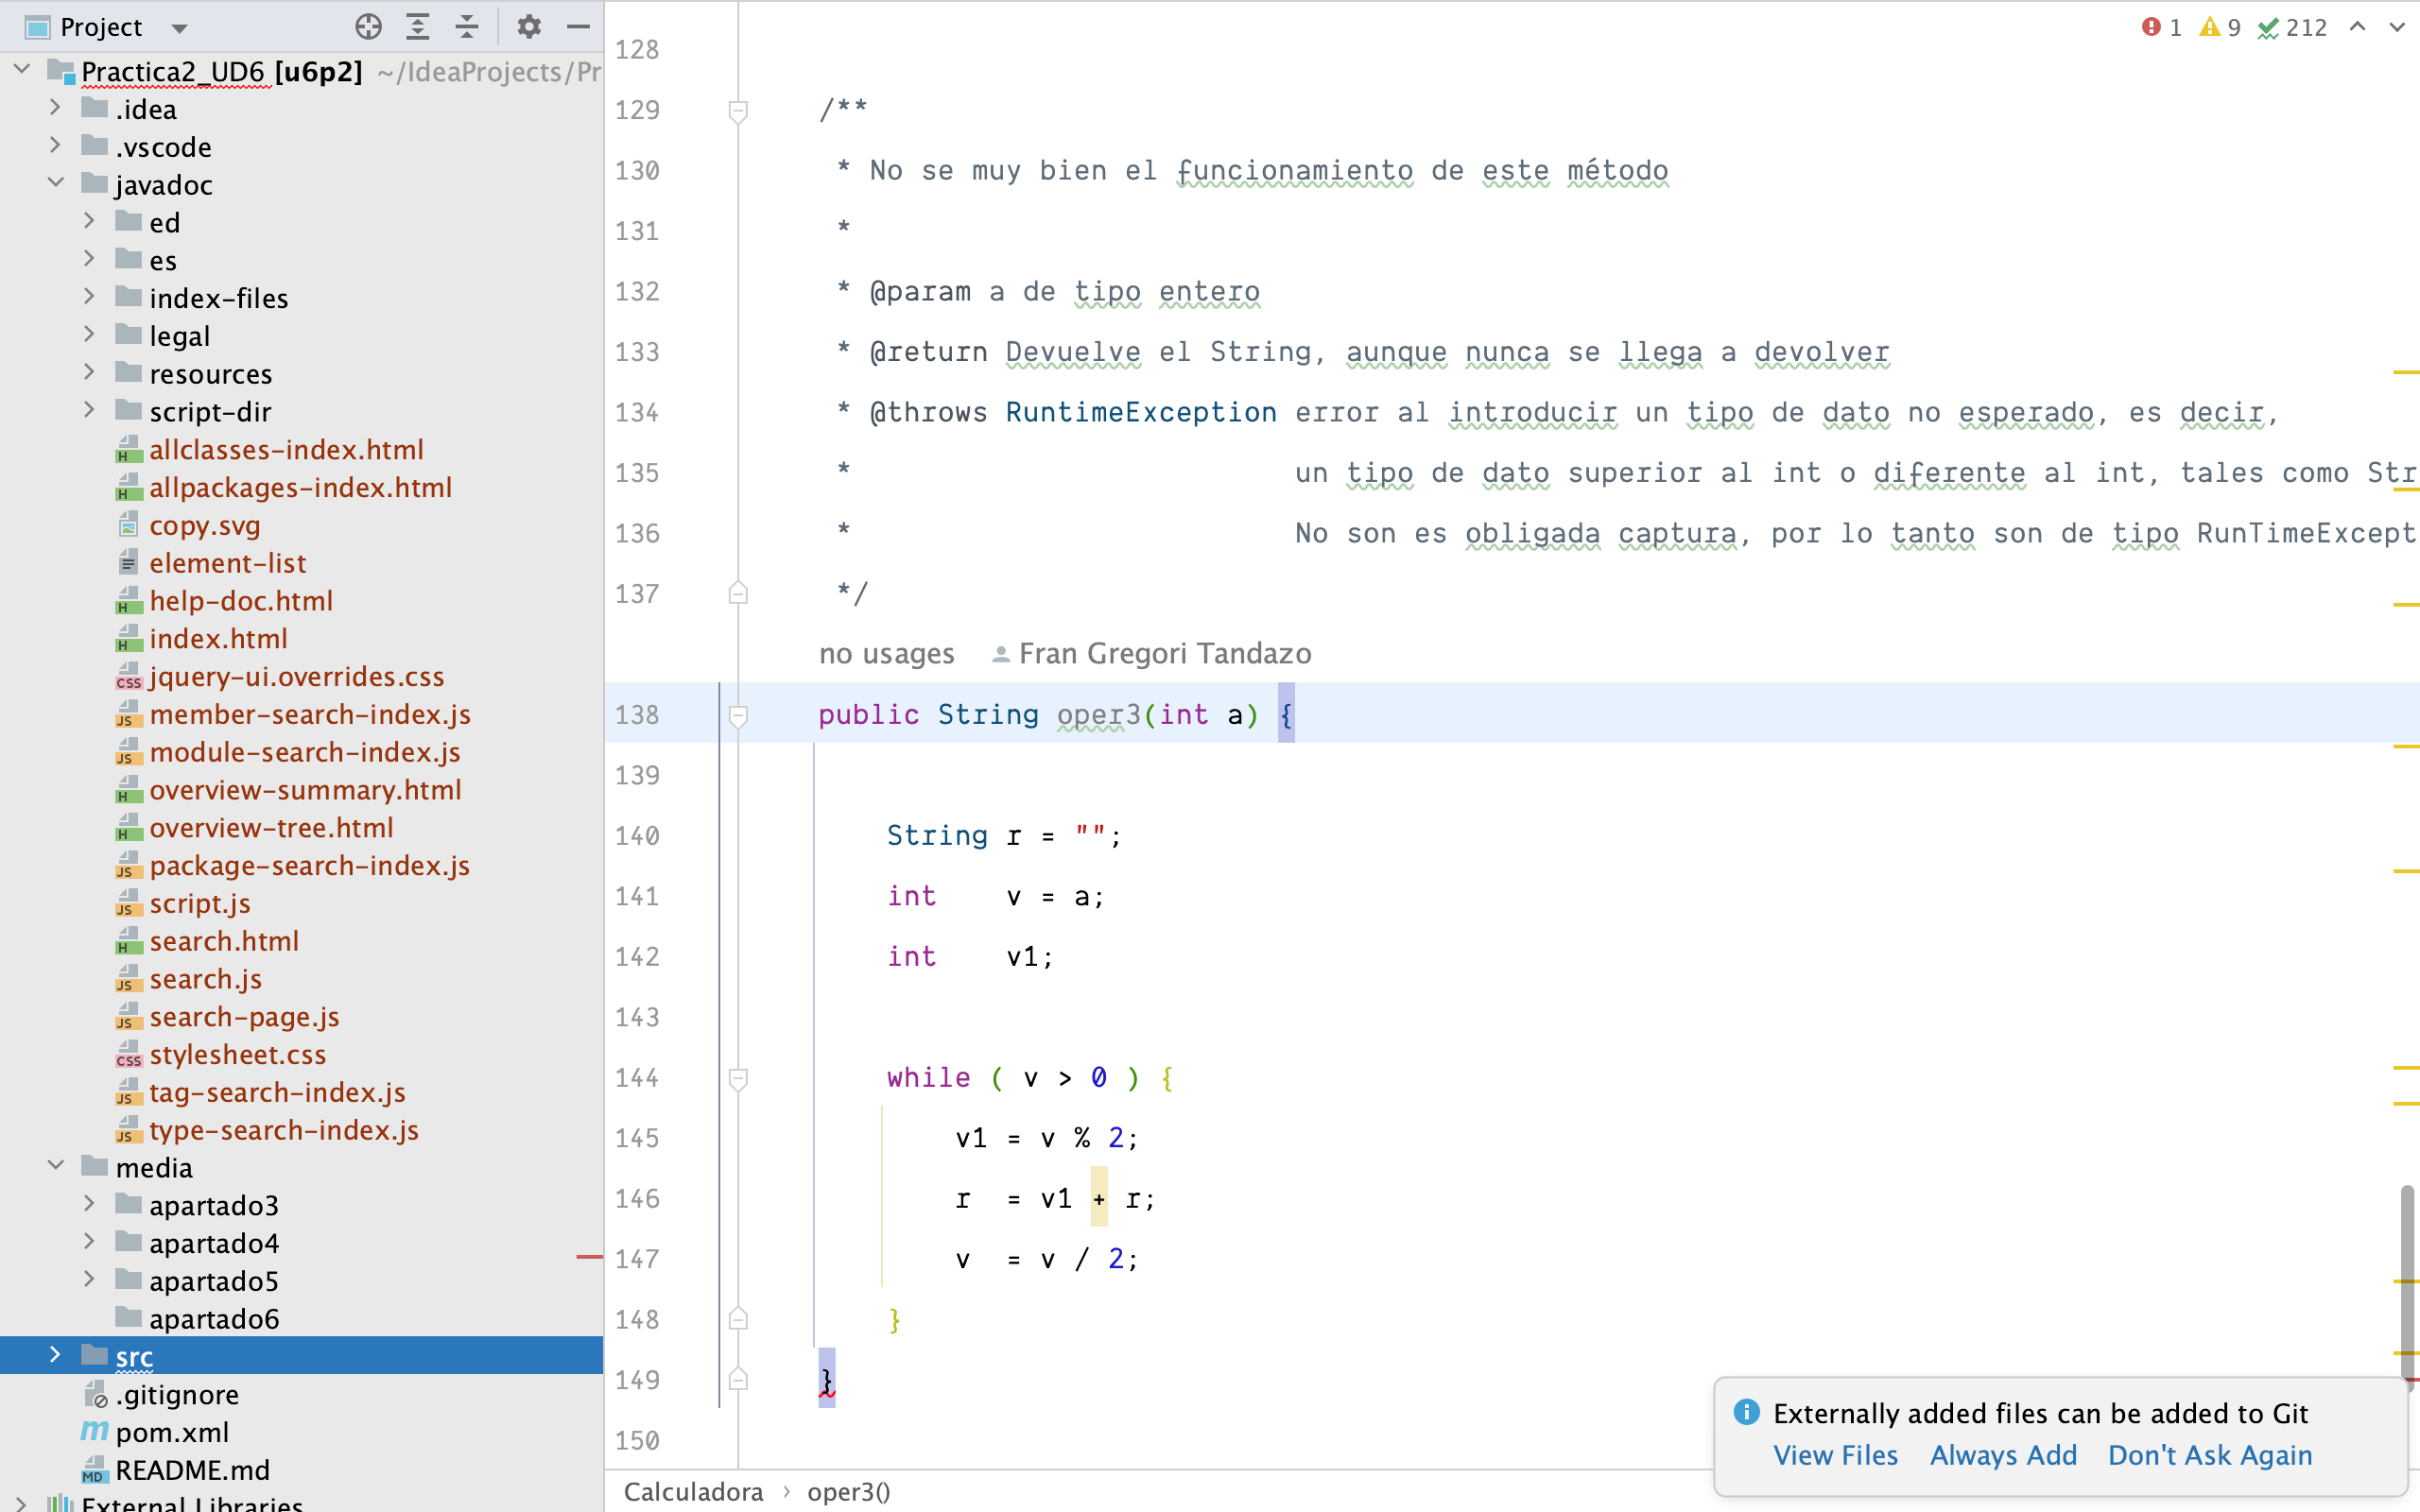 Project
Practica2_UD6 [u6p2] ~/IdeaProjects/Pr
.idea
.vscode
javadoc
ed
es
index-files
legal
resources
script-dir
allclasses-index.html
allpackages-index.html
copy.svg
element-list
help-doc.html
index.html
jquery-ui.overrides.css
member-search-index.js
module-search-index.js
overview-summary.html
overview-tree.html
package-search-index.js
script.js
search.html
search.js
search-page.js
stylesheet.css
tag-search-index.js
type-search-index.js
media
apartado3
apartado4
apartado5
apartado6
src
.gitignore
pom.xml
README.md
External Libraries
1 9 212
128
129 /**
130 * No se muy bien el funcionamiento de este método
131 *
132 * @param a de tipo entero
133 * @return Devuelve el String, aunque nunca se llega a devolver
134 * @throws RuntimeException error al introducir un tipo de dato no esperado, es decir,
135 * un tipo de dato superior al int o diferente al int, tales como Str
136 * No son es obligada captura, por lo tanto son de tipo RunTimeExcept
137 */
no usages Fran Gregori Tandazo
138 public String oper3(int a) {
139
140 String r = "";
141 int v = a;
142 int v1;
143
144 while ( v > 0 ) {
145 v1 = v % 2;
146 r = v1 + r;
147 v = v / 2;
148 }
149 }
150
Externally added files can be added to Git
View Files Always Add Don't Ask Again
Calculadora › oper3()